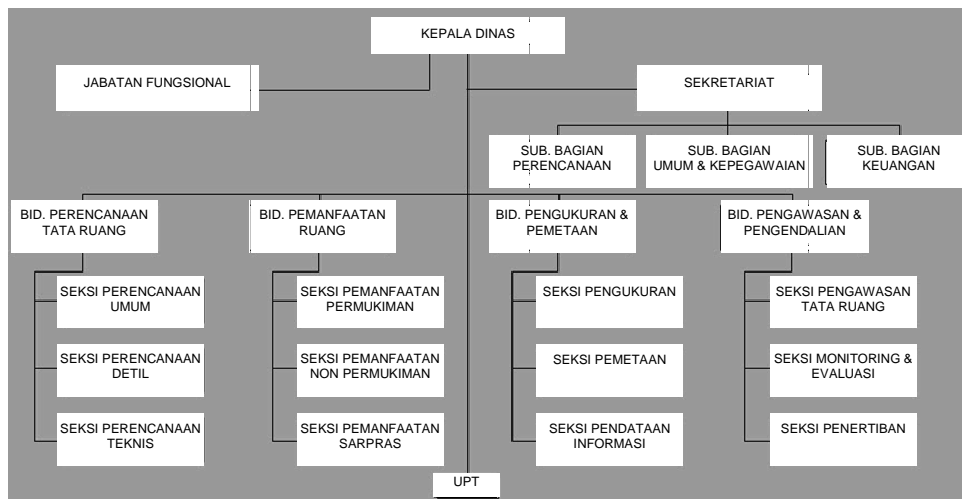 KEPALA DINAS
JABATAN FUNGSIONAL
SEKRETARIAT
SUB. BAGIAN
PERENCANAAN
SUB. BAGIAN
UMUM & KEPEGAWAIAN
SUB. BAGIAN
KEUANGAN
BID. PERENCANAAN
TATA RUANG
BID. PEMANFAATAN
RUANG
BID. PENGUKURAN &
PEMETAAN
BID. PENGAWASAN &
PENGENDALIAN
SEKSI PERENCANAAN
UMUM
SEKSI PEMANFAATAN
PERMUKIMAN
SEKSI PENGUKURAN
SEKSI PENGAWASAN
TATA RUANG
SEKSI PERENCANAAN
DETIL
SEKSI PEMANFAATAN
NON PERMUKIMAN
SEKSI PEMETAAN
SEKSI MONITORING &
EVALUASI
SEKSI PERENCANAAN
TEKNIS
SEKSI PEMANFAATAN
SARPRAS
SEKSI PENDATAAN
INFORMASI
SEKSI PENERTIBAN
UPT